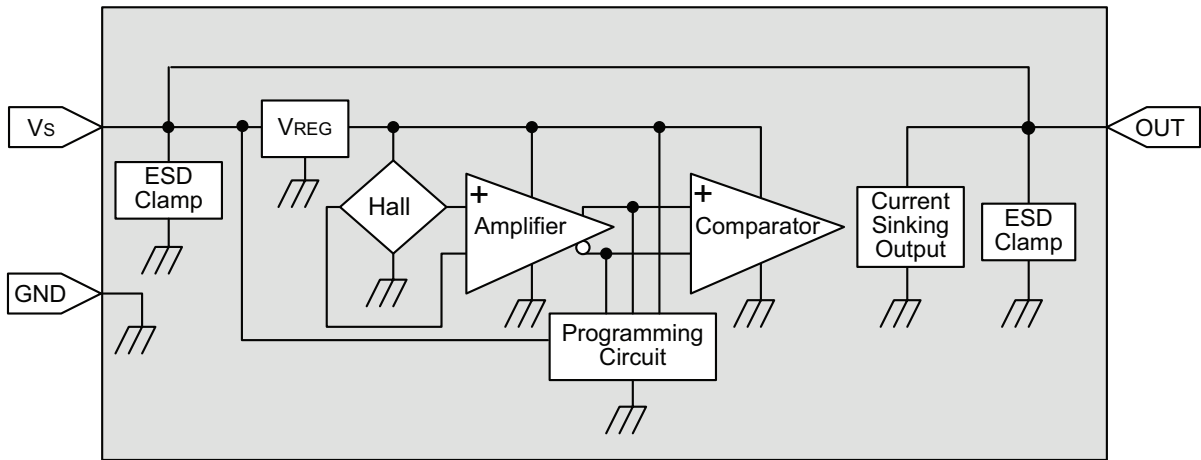 Vs
VREG
OUT
ESD
Clamp
Hall
+
Amplifier
+
Comparator
Current
Sinking
Output
ESD
Clamp
GND
Programming
Circuit